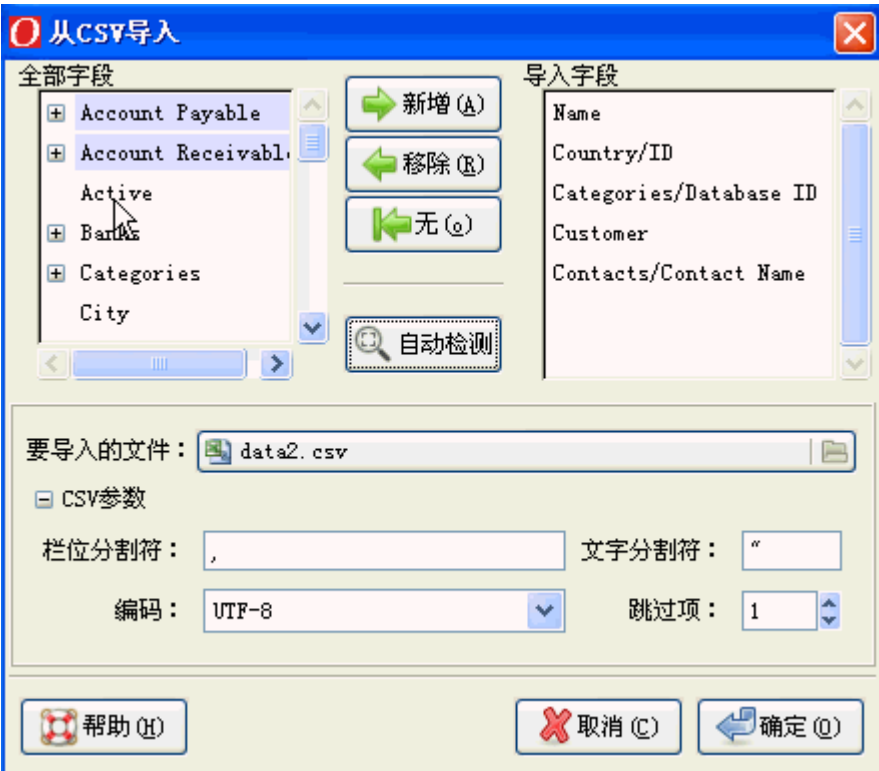 从CSV导入
全部字段
Account Payable
Account Receivabl
Active
Banks
Categories
City
新增(A)
移除(R)
无(o)
自动检测
导入字段
Name
Country/ID
Categories/Database ID
Customer
Contacts/Contact Name
要导入的文件：
data2.csv
CSV参数
栏位分割符： ,
文字分割符： "
编码： UTF-8
跳过项： 1
帮助(H)
取消(C)
确定(O)